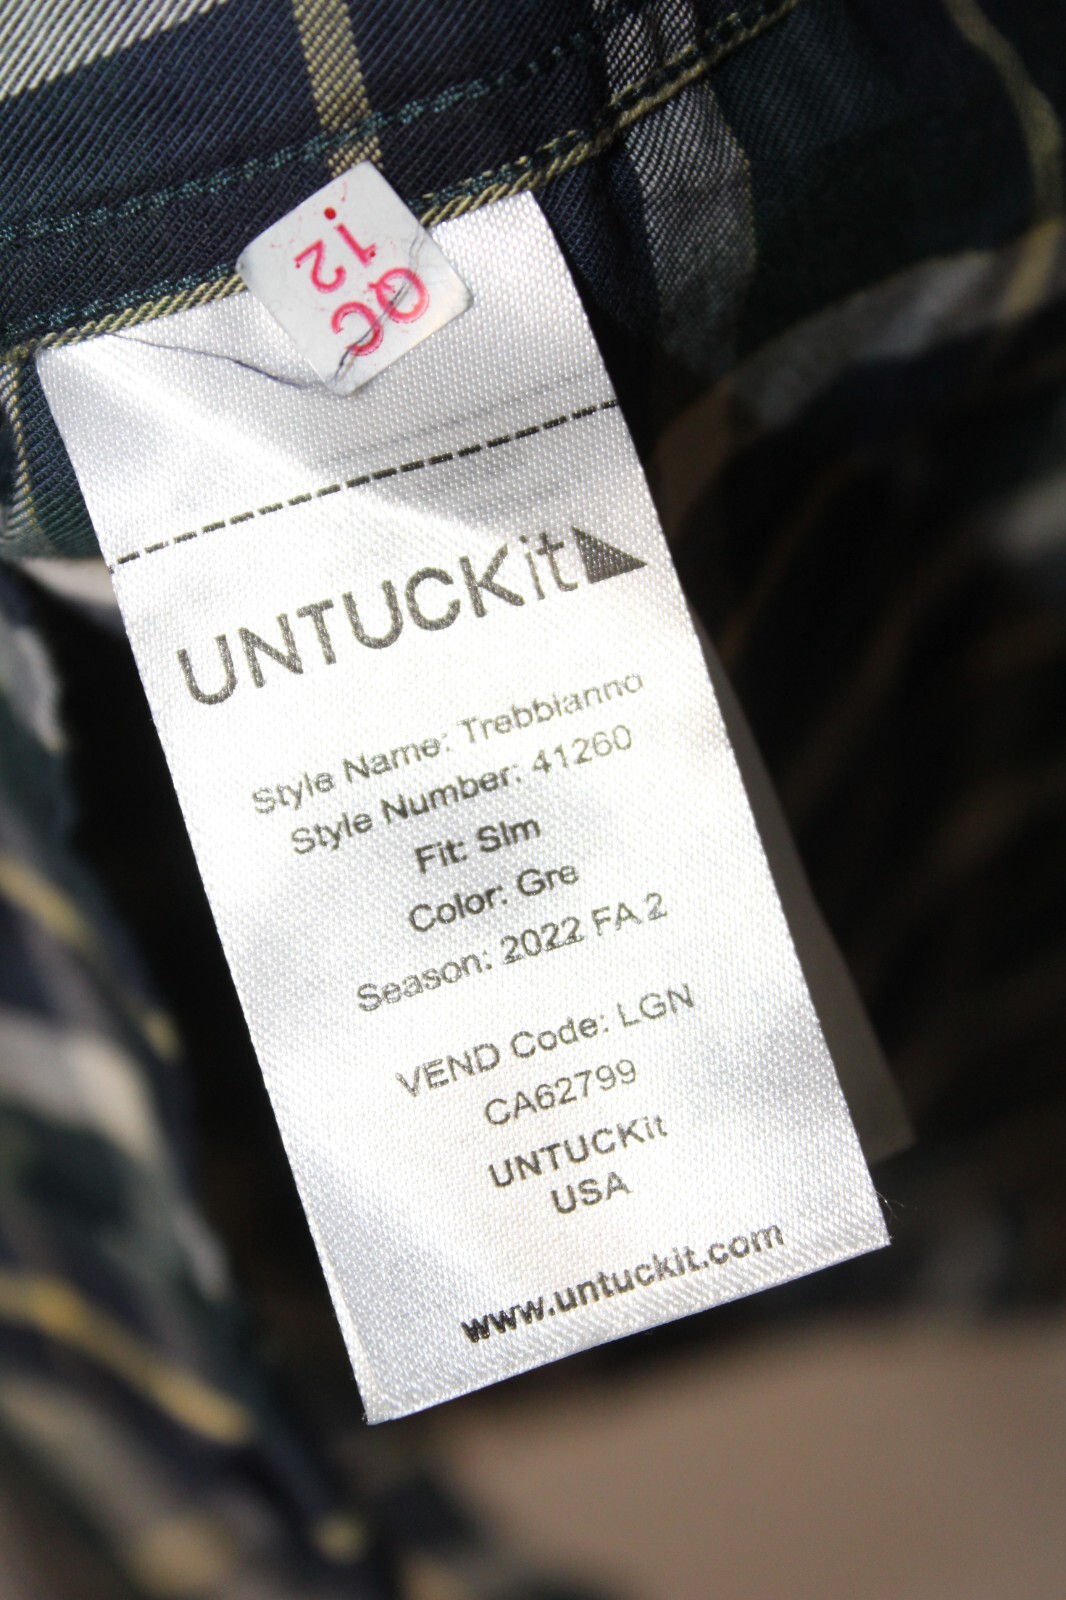 QC
12.
UNTUCKit
Style Name: Trebbianno
Style Number: 41260
Fit: Slm
Color: Gre
Season: 2022 FA 2
VEND Code: LGN
CA62799
UNTUCKit
USA
www.untuckit.com